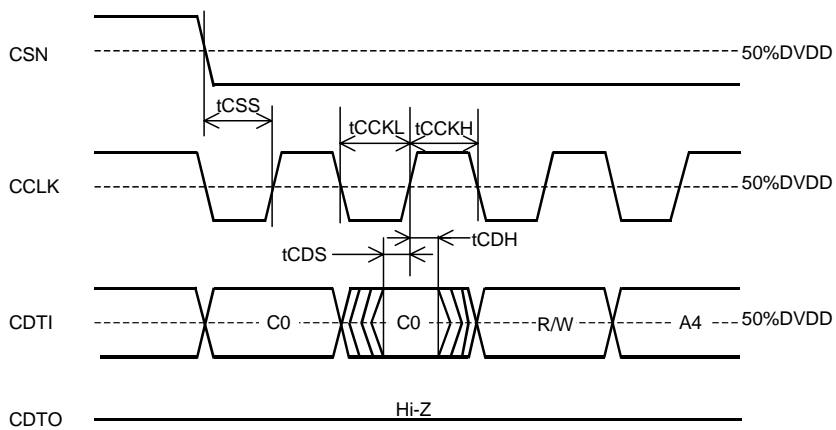 CSN
50%DVDD
tCSS
tCCKL
tCCKH
CCLK
50%DVDD
tCDS
tCDH
CDTI
C0
C0
R/W
A4
50%DVDD
CDTO
Hi-Z